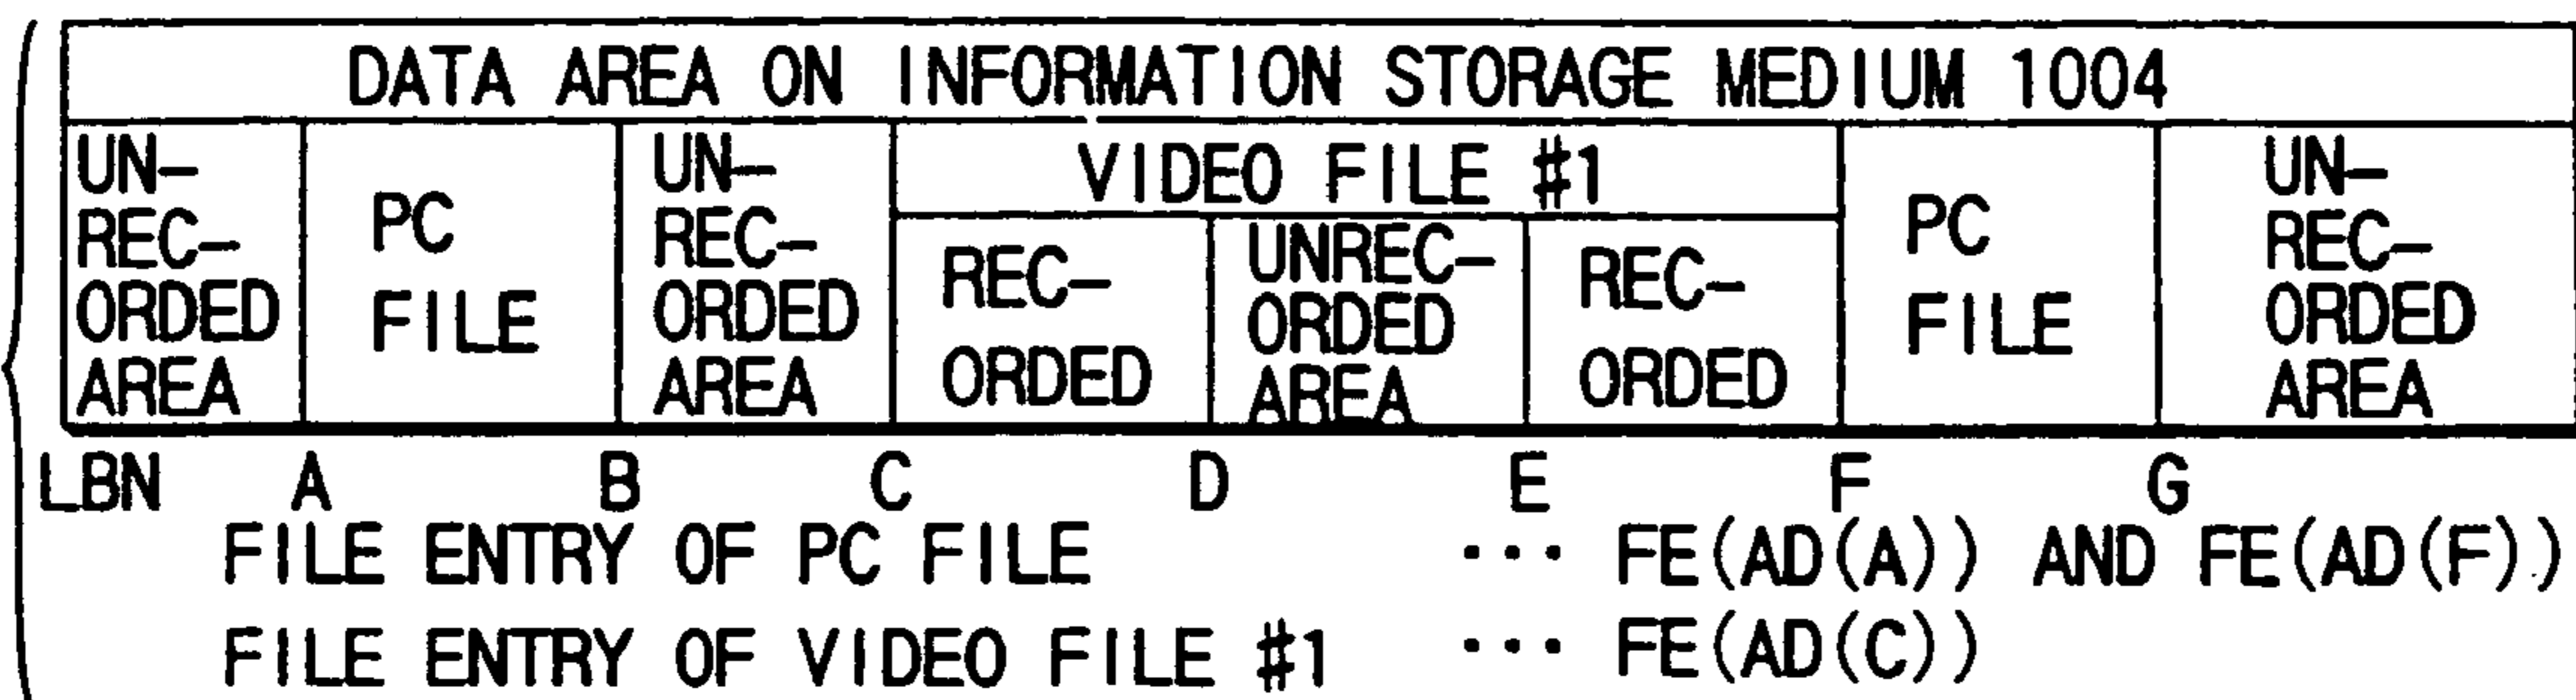 DATA AREA ON INFORMATION STORAGE MEDIUM 1004
UN-
REC-
ORDED
AREA
PC
FILE
UN-
REC-
ORDED
AREA
VIDEO FILE #1
REC-
ORDED
UNREC-
ORDED
AREA
REC-
ORDED
PC
FILE
UN-
REC-
ORDED
AREA
LBN A B C D E F G
FILE ENTRY OF PC FILE ··· FE(AD(A)) AND FE(AD(F))
FILE ENTRY OF VIDEO FILE #1 ··· FE(AD(C))